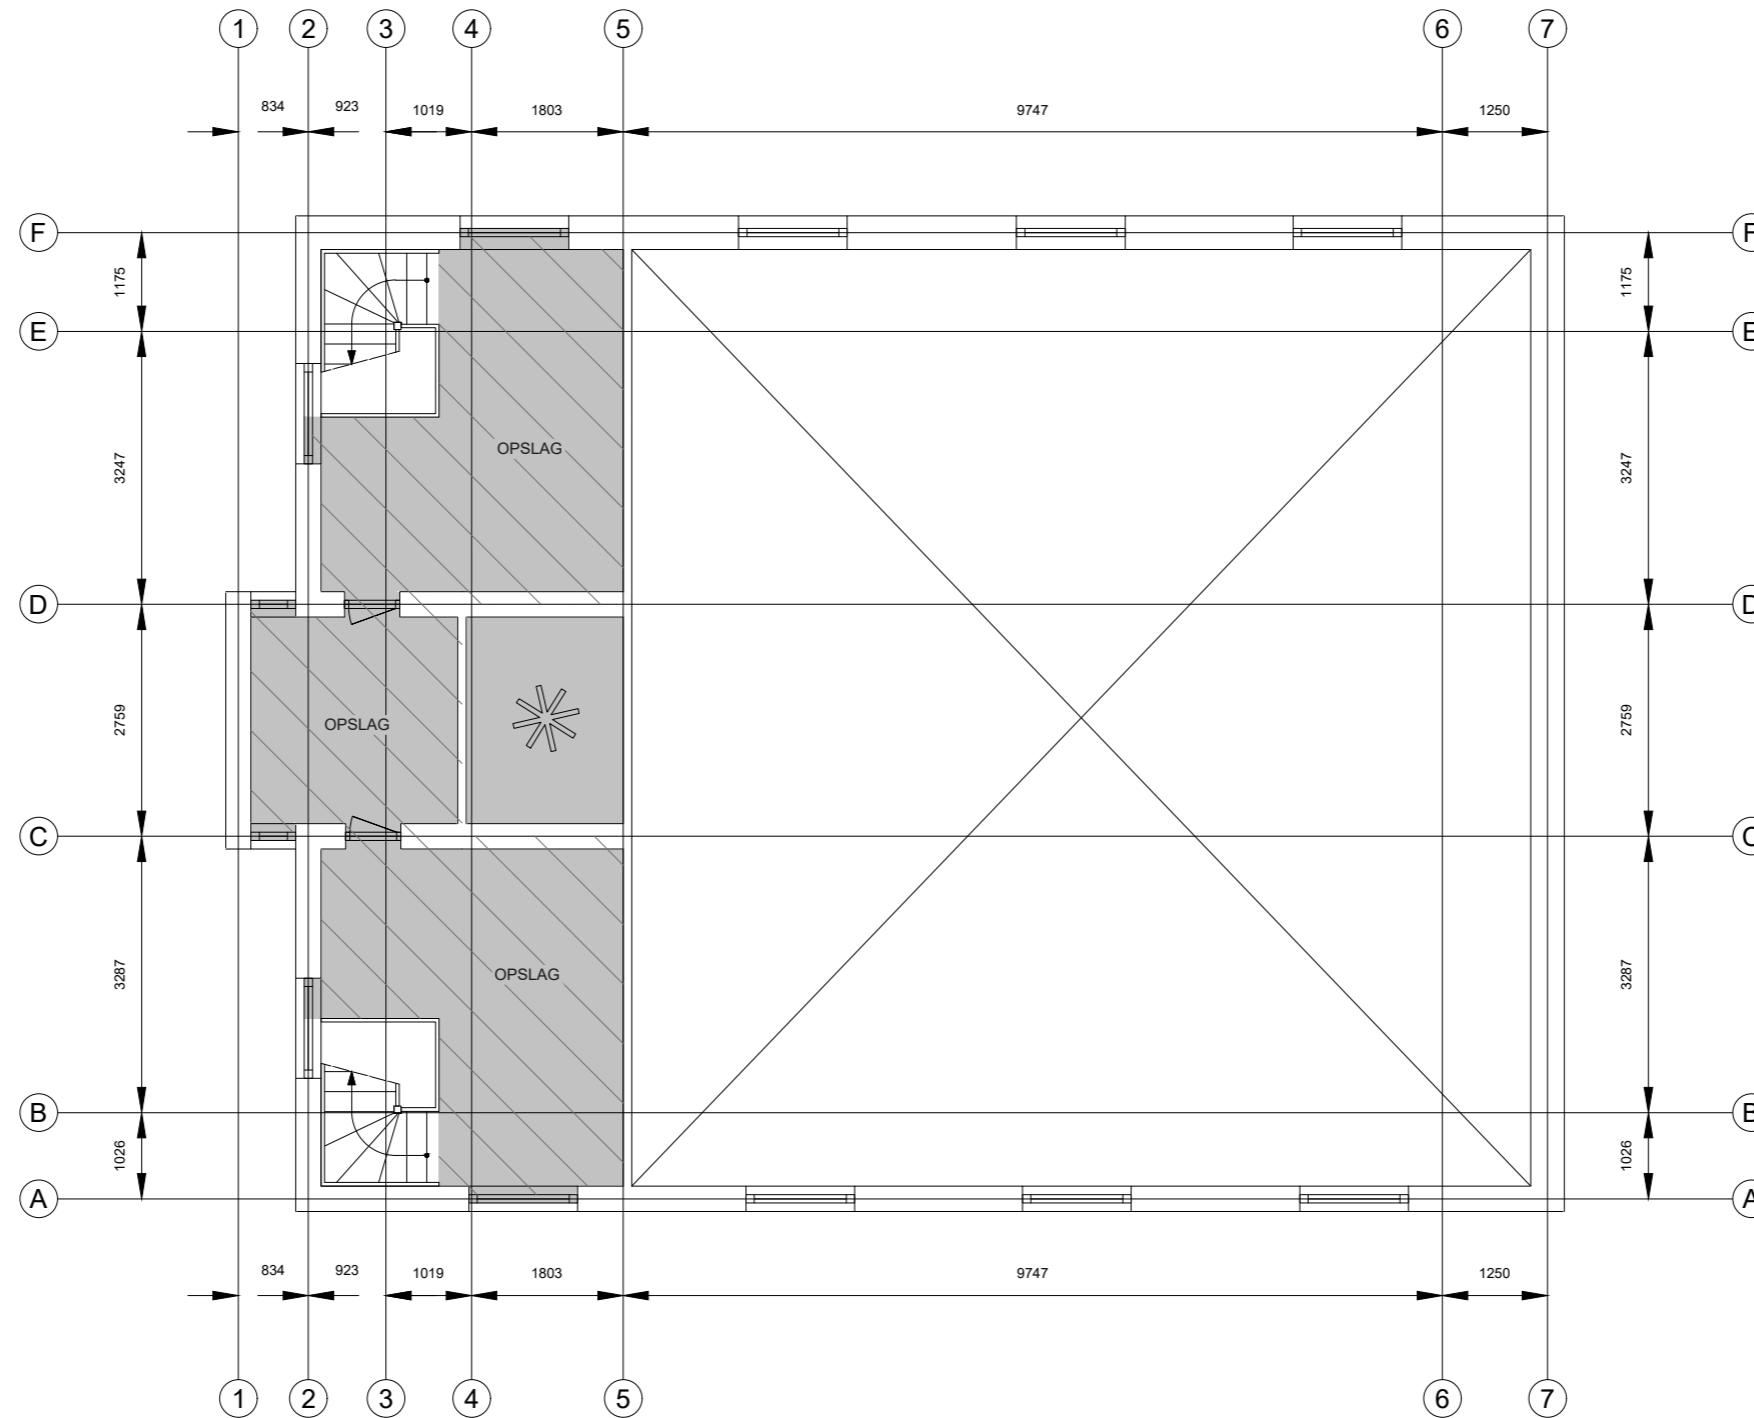 1 2 3 4 5 6 7
834 923 1019 1803 9747 1250
F F
1175 1175
E E
OPSLAG
3247 3247
D D
2759 OPSLAG 2759
C C
3287 OPSLAG 3287
B B
1026 1026
A A
834 923 1019 1803 9747 1250
1 2 3 4 5 6 7